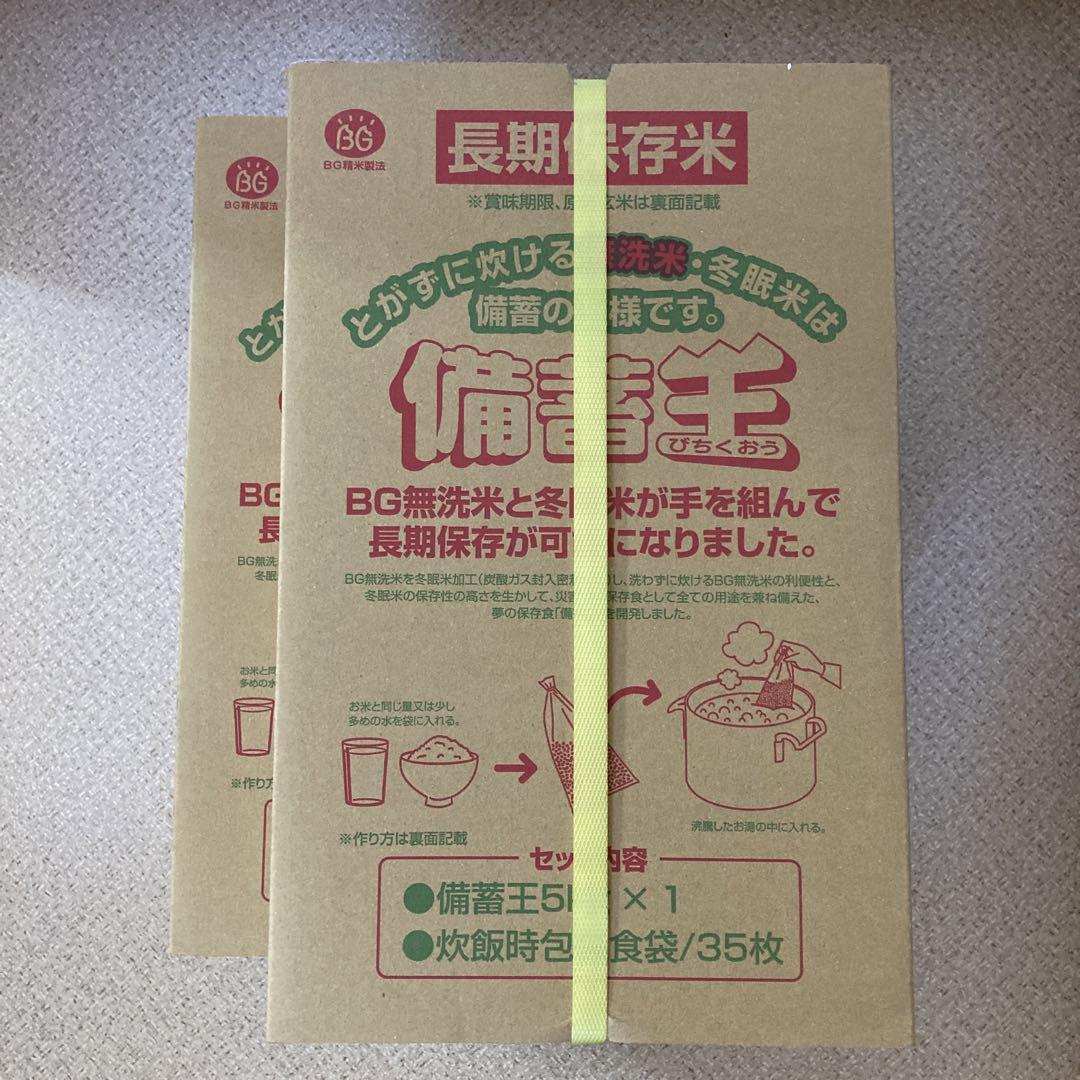 BG
BG精米製法
長期保存米
※賞味期限、原 玄米は裏面記載
とがずに炊ける無洗米・冬眠米は
備蓄の 様です。
備蓄王
びちくおう
BG無洗米と冬眠米が手を組んで
長期保存が可 になりました。
BG無洗米を冬眠米加工(炭酸ガス封入密 し、洗わずに炊けるBG無洗米の利便性と、
冬眠米の保存性の高さを生かして、災 保存食として全ての用途を兼ね備えた、
夢の保存食「備 を開発しました。
お米と同じ量又は少し
多めの水を袋に入れる。
沸騰したお湯の中に入れる。
※作り方は裏面記載
セッ 内容
●備蓄王5 × 1
●炊飯時包 食袋/35枚
BG
BG精米製法
とが
BG
長
BG無洗
冬眠
お米と同
多めの水
※作り方